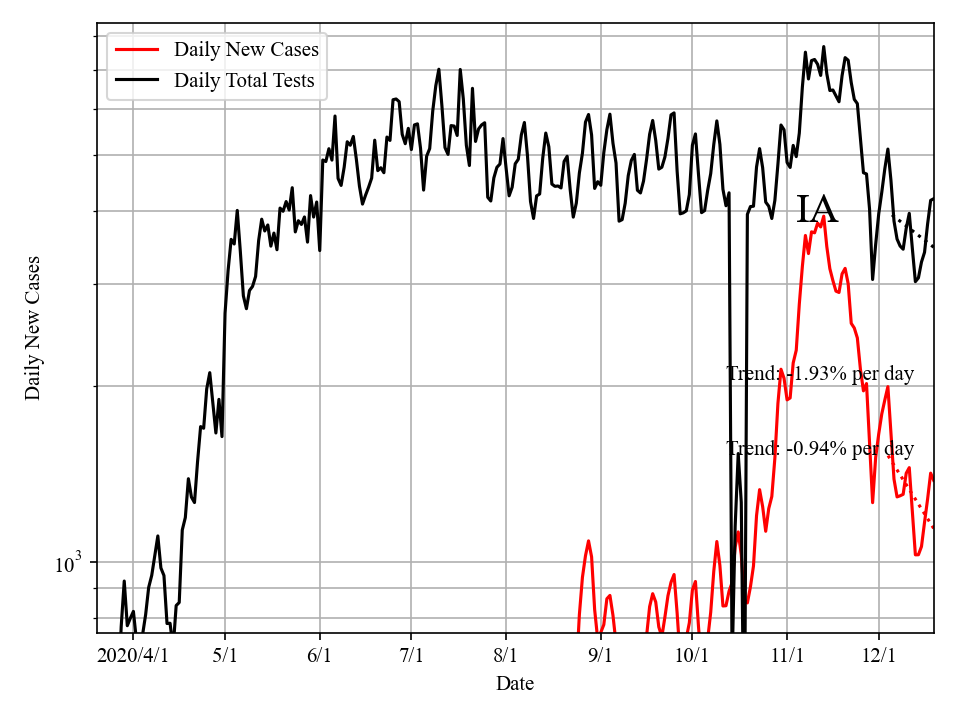 Daily New Cases
Daily Total Tests
IA
Trend: -1.93% per day
Trend: -0.94% per day
Daily New Cases
10^3
2020/4/1 5/1 6/1 7/1 8/1 9/1 10/1 11/1 12/1
Date